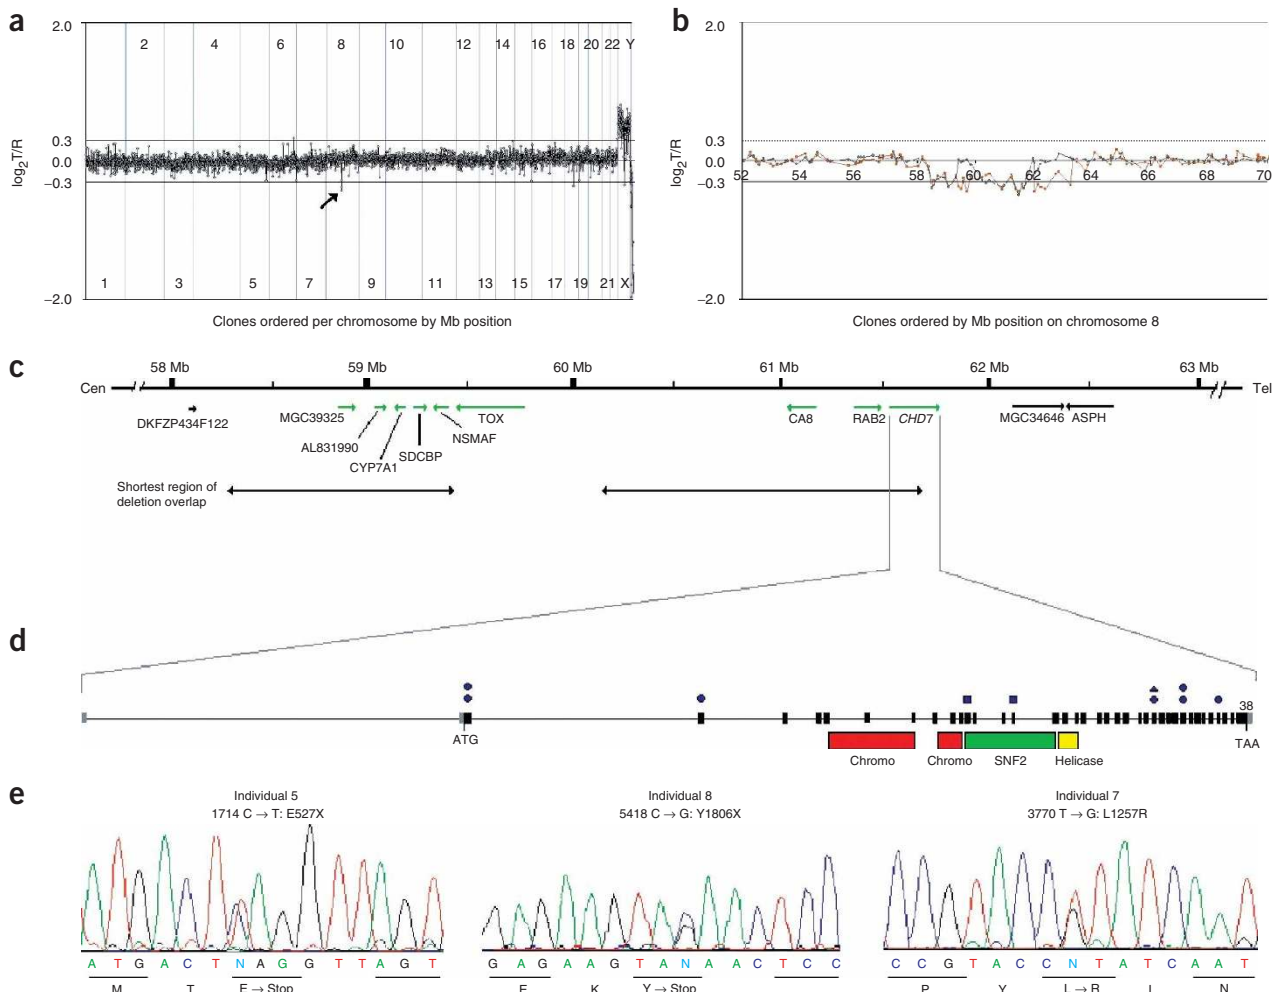 a
2.0
0.3
0.0
−0.3
−2.0
log2T/R
2 4 6 8 10 12 14 16 18 20 22 Y
1 3 5 7 9 11 13 15 17 19 21 X
Clones ordered per chromosome by Mb position
b
2.0
0.3
0.0
−0.3
−2.0
log2T/R
52 54 56 58 60 62 64 66 68 70
Clones ordered by Mb position on chromosome 8
c
58 Mb 59 Mb 60 Mb 61 Mb 62 Mb 63 Mb
Cen Tel
DKFZP434F122
MGC39325
AL831990
CYP7A1
SDCBP
NSMAF
TOX
CA8
RAB2
CHD7
MGC34646
ASPH
Shortest region of
deletion overlap
d
38
ATG
TAA
Chromo Chromo SNF2 Helicase
e
Individual 5
1714 C → T: E527X
A T G A C T N A G G T T A G T
M T E → Stop
Individual 8
5418 C → G: Y1806X
G A G A A G T A N A A C T C C
E K Y → Stop
Individual 7
3770 T → G: L1257R
C C G T A C C N T A T C A A T
P Y L → R I N